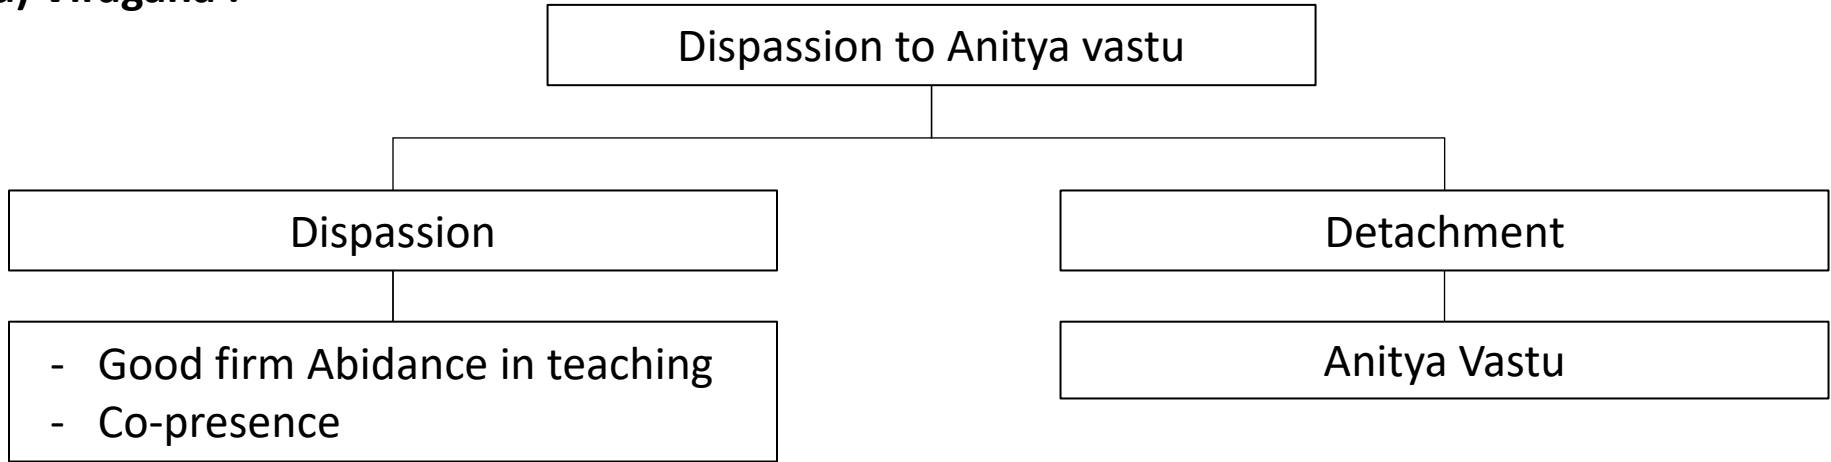 Dispassion to Anitya vastu
Dispassion
Detachment
- Good firm Abidance in teaching
- Co-presence
Anitya Vastu